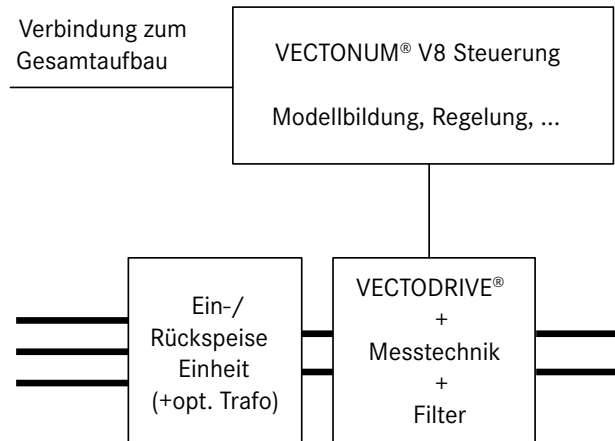 Verbindung zum
Gesamtaufbau
VECTONUM® V8 Steuerung
Modellbildung, Regelung, ...
Ein-/
Rückspeise
Einheit
(+opt. Trafo)
VECTODRIVE®
+
Messtechnik
+
Filter